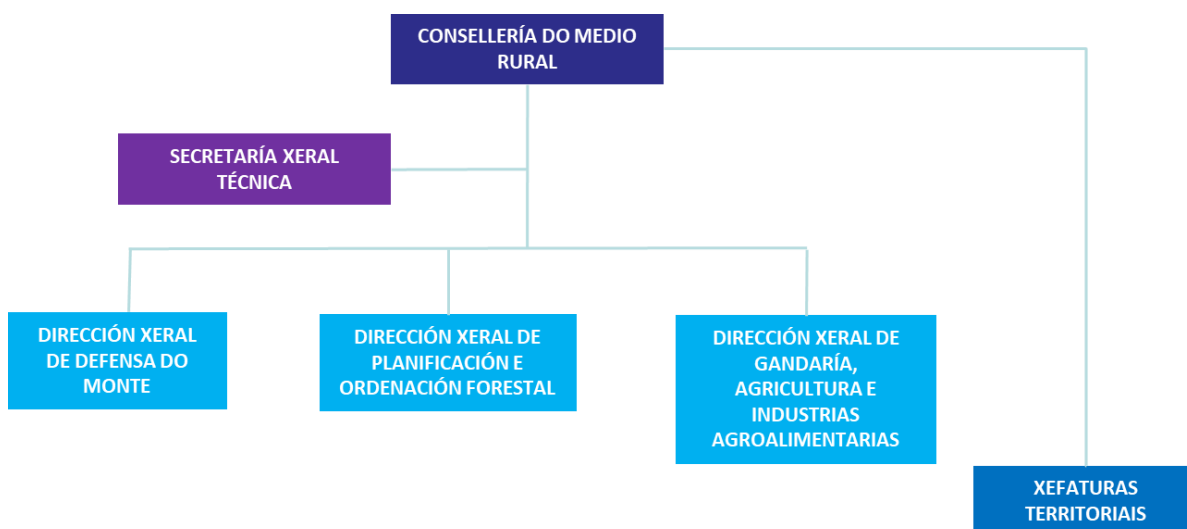 CONSELLERÍA DO MEDIO
RURAL
SECRETARÍA XERAL
TÉCNICA
DIRECCIÓN XERAL
DE DEFENSA DO
MONTE
DIRECCIÓN XERAL DE
PLANIFICACIÓN E
ORDENACIÓN FORESTAL
DIRECCIÓN XERAL DE
GANDARÍA,
AGRICULTURA E
INDUSTRIAS
AGROALIMENTARIAS
XEFATURAS
TERRITORIAIS